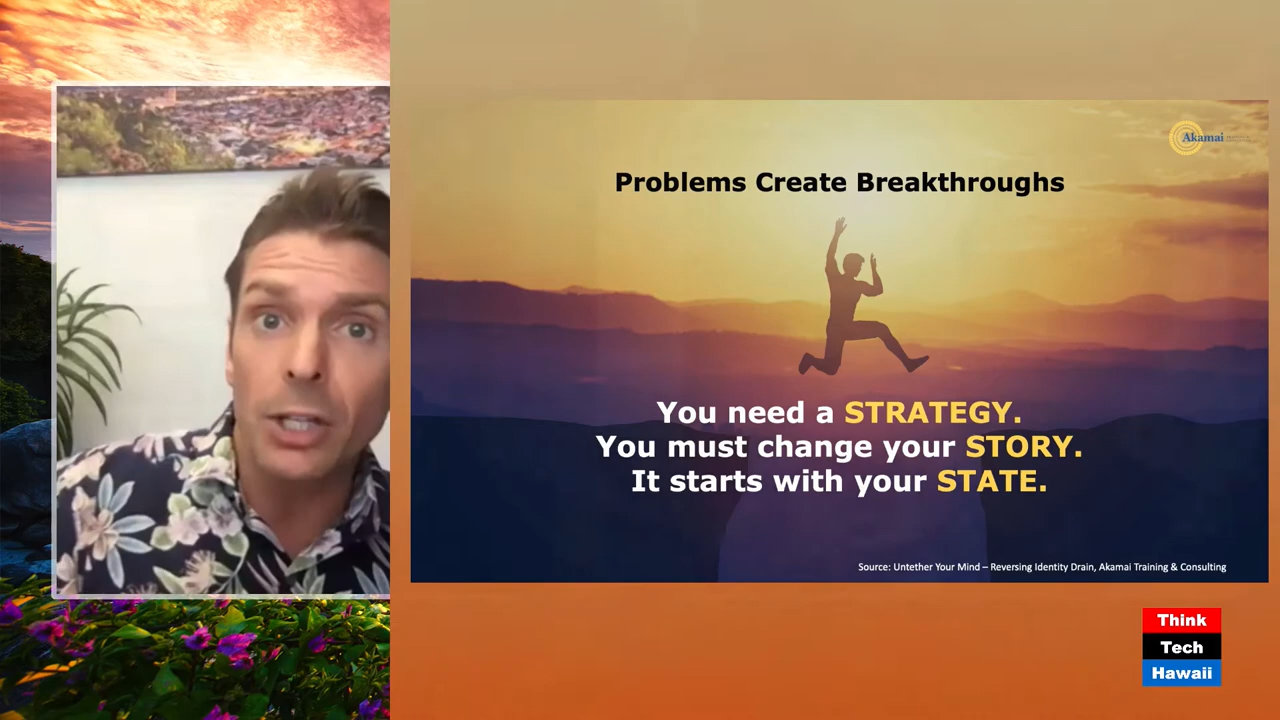 Akamai
Problems Create Breakthroughs
You need a STRATEGY.
You must change your STORY.
It starts with your STATE.
Source: Untether Your Mind – Reversing Identity Drain, Akamai Training & Consulting
Think
Tech
Hawaii